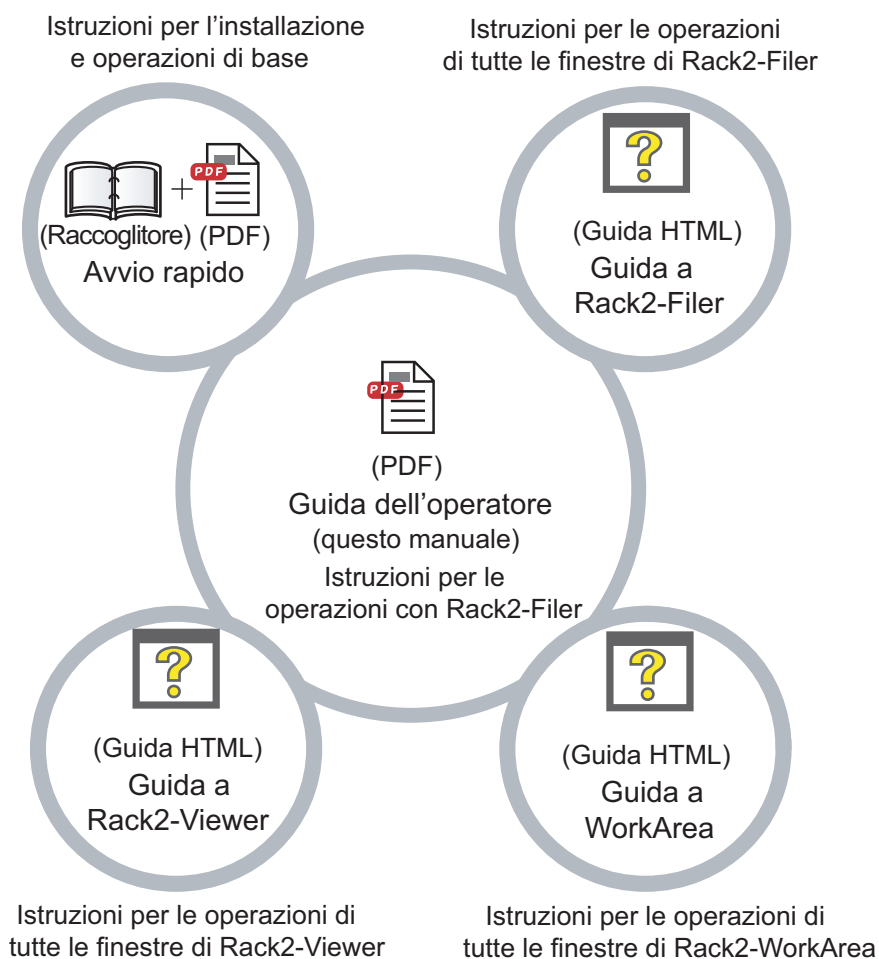 Istruzioni per l'installazione
e operazioni di base
Istruzioni per le operazioni
di tutte le finestre di Rack2-Filer
PDF
(Raccoglitore) (PDF)
Avvio rapido
(Guida HTML)
Guida a
Rack2-Filer
PDF
(PDF)
Guida dell'operatore
(questo manuale)
Istruzioni per le
operazioni con Rack2-Filer
(Guida HTML)
Guida a
Rack2-Viewer
(Guida HTML)
Guida a
WorkArea
Istruzioni per le operazioni di
tutte le finestre di Rack2-Viewer
Istruzioni per le operazioni di
tutte le finestre di Rack2-WorkArea